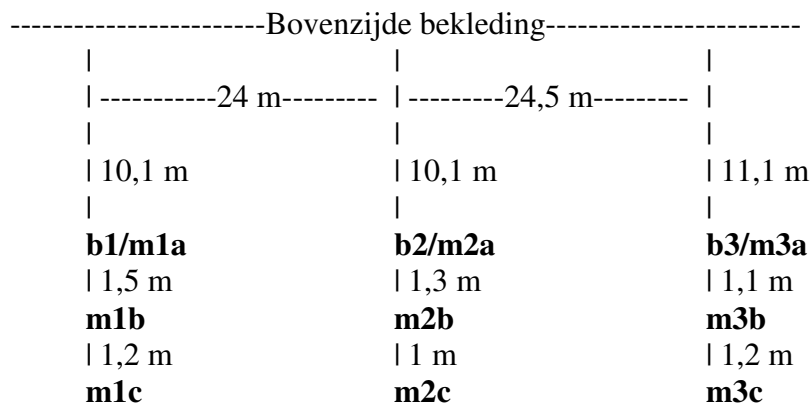 ------------------------Bovenzijde bekleding------------------------
| | |
| -----------24 m--------- | ---------24,5 m--------- |
| | |
| 10,1 m | 10,1 m | 11,1 m
| | |
b1/m1a b2/m2a b3/m3a
| 1,5 m | 1,3 m | 1,1 m
m1b m2b m3b
| 1,2 m | 1 m | 1,2 m
m1c m2c m3c